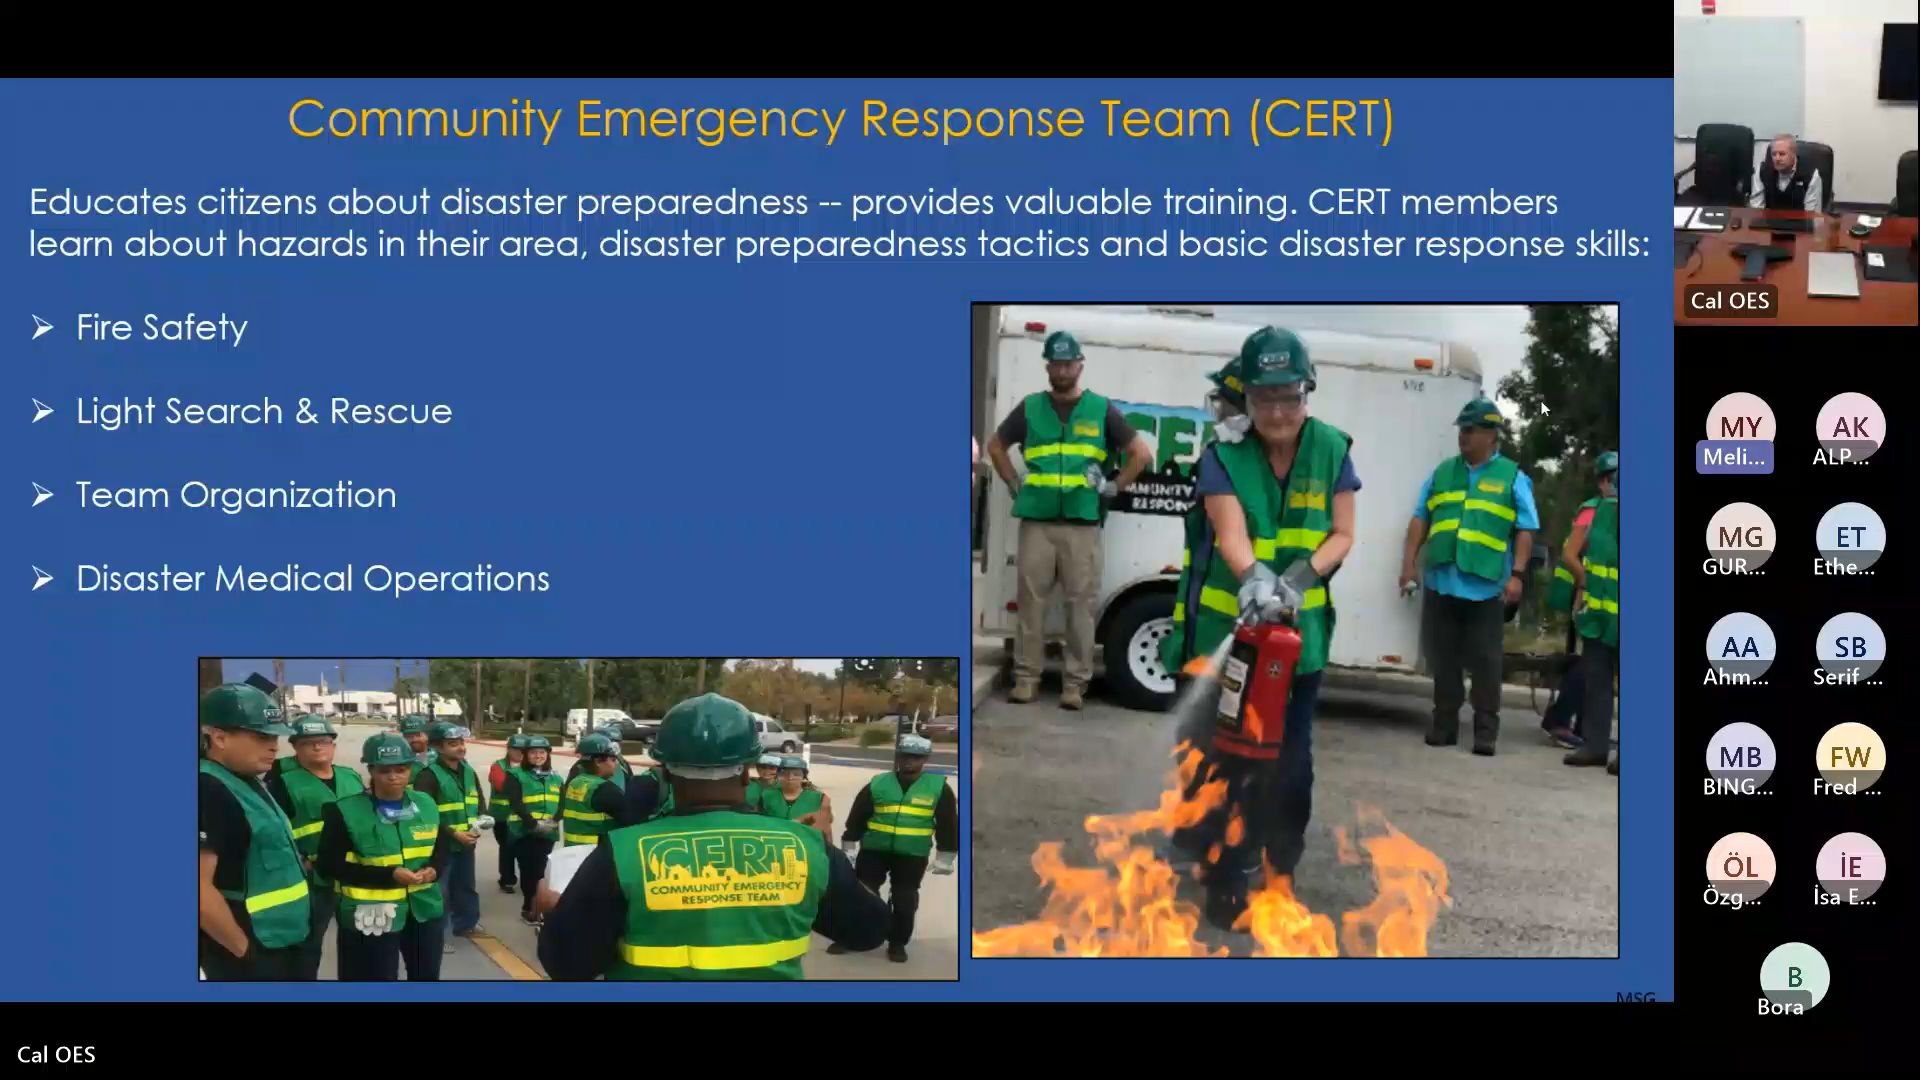 Community Emergency Response Team (CERT)
Educates citizens about disaster preparedness -- provides valuable training. CERT members
learn about hazards in their area, disaster preparedness tactics and basic disaster response skills:
➢ Fire Safety
➢ Light Search & Rescue
➢ Team Organization
➢ Disaster Medical Operations
CERT
COMMUNITY EMERGENCY
RESPONSE TEAM
MSG
Cal OES
Cal OES
MY
Meli...
AK
ALP...
MG
GUR...
ET
Ethe...
AA
Ahm...
SB
Serif ...
MB
BING...
FW
Fred ...
ÖL
Özg...
İE
İsa E...
B
Bora